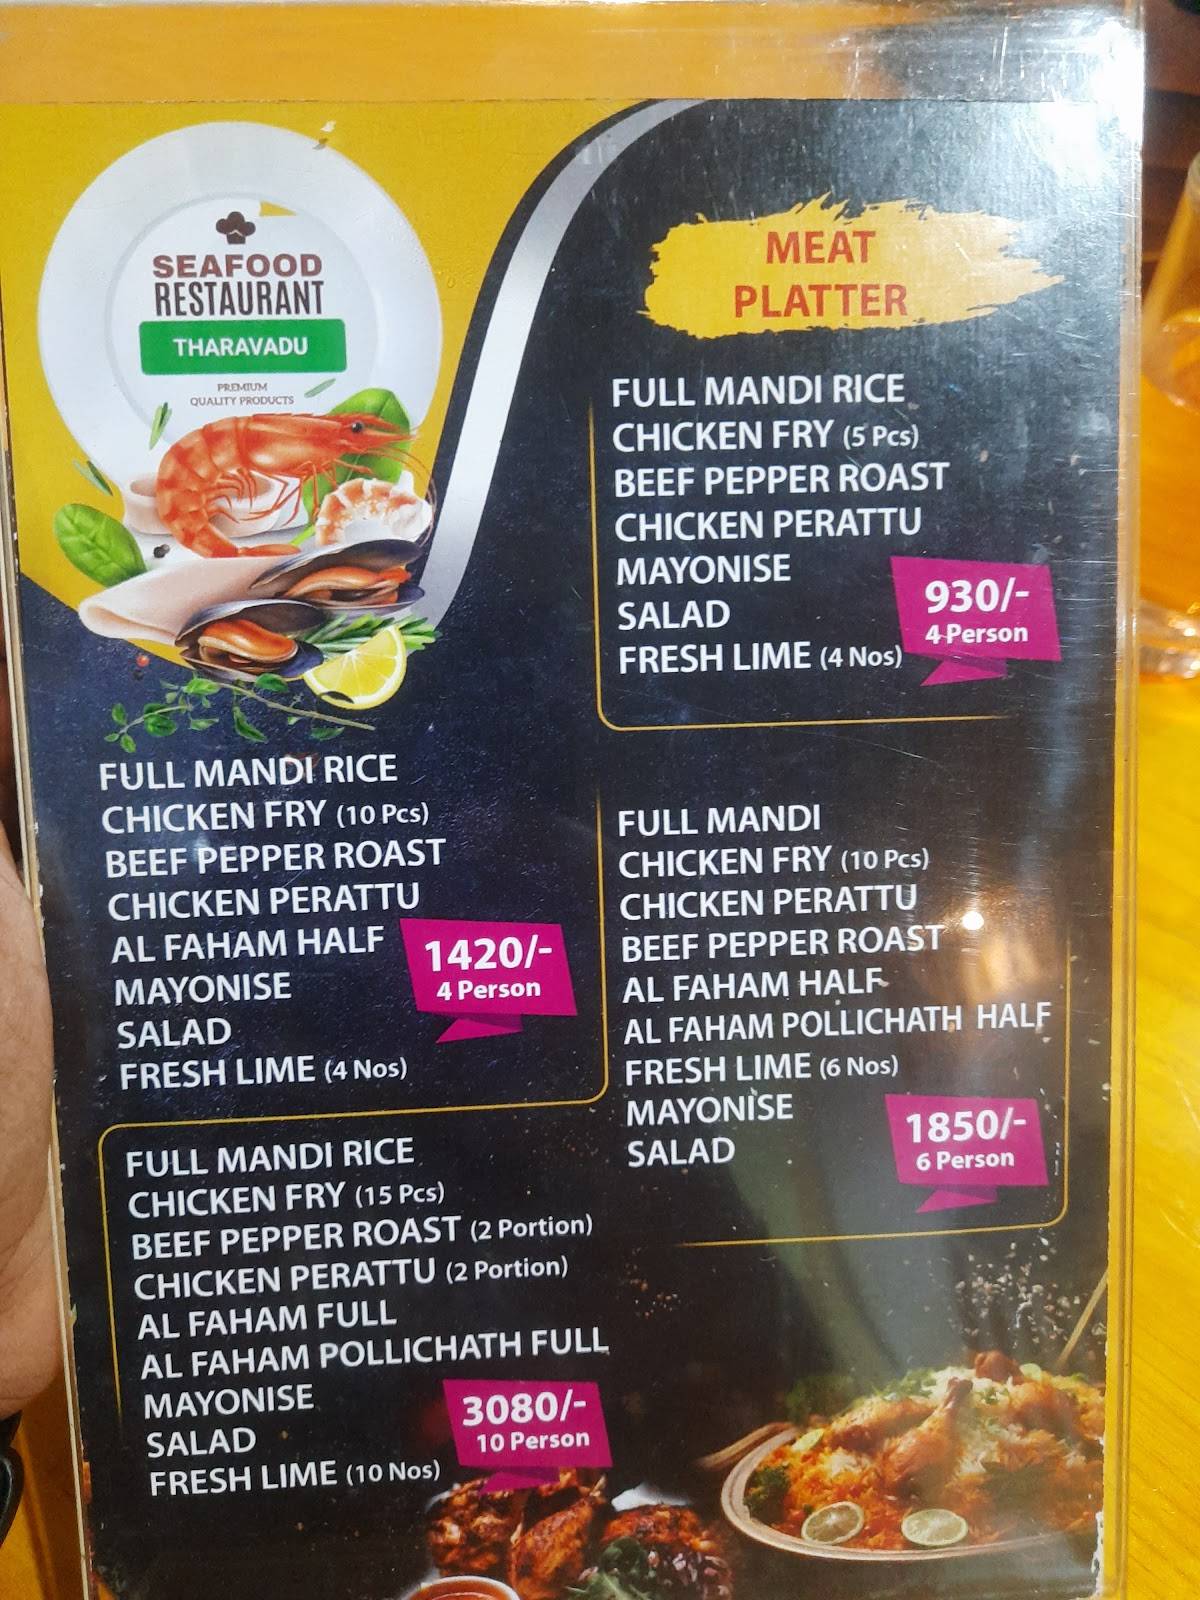 SEAFOOD
RESTAURANT
THARAVADU
PREMIUM
QUALITY PRODUCTS
MEAT
PLATTER
FULL MANDI RICE
CHICKEN FRY (5 Pcs)
BEEF PEPPER ROAST
CHICKEN PERATTU
MAYONISE
SALAD
FRESH LIME (4 Nos)
930/-
4 Person
FULL MANDI RICE
CHICKEN FRY (10 Pcs)
BEEF PEPPER ROAST
CHICKEN PERATTU
AL FAHAM HALF
MAYONISE
SALAD
FRESH LIME (4 Nos)
1420/-
4 Person
FULL MANDI
CHICKEN FRY (10 Pcs)
CHICKEN PERATTU
BEEF PEPPER ROAST
AL FAHAM HALF
AL FAHAM POLLICHATH HALF
FRESH LIME (6 Nos)
MAYONISE
SALAD
1850/-
6 Person
FULL MANDI RICE
CHICKEN FRY (15 Pcs)
BEEF PEPPER ROAST (2 Portion)
CHICKEN PERATTU (2 Portion)
AL FAHAM FULL
AL FAHAM POLLICHATH FULL
MAYONISE
SALAD
FRESH LIME (10 Nos)
3080/-
10 Person